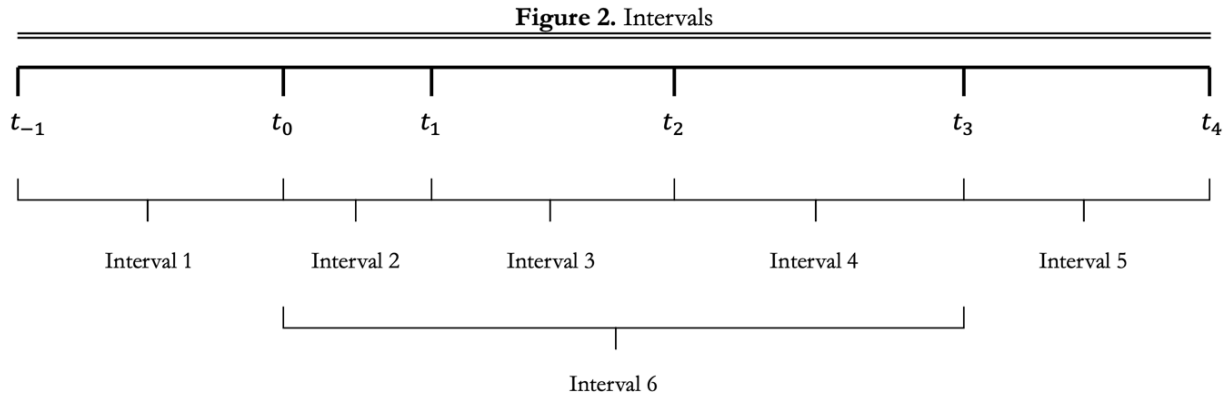 Figure 2. Intervals
t₋₁ t₀ t₁ t₂ t₃ t₄
Interval 1 Interval 2 Interval 3 Interval 4 Interval 5
Interval 6